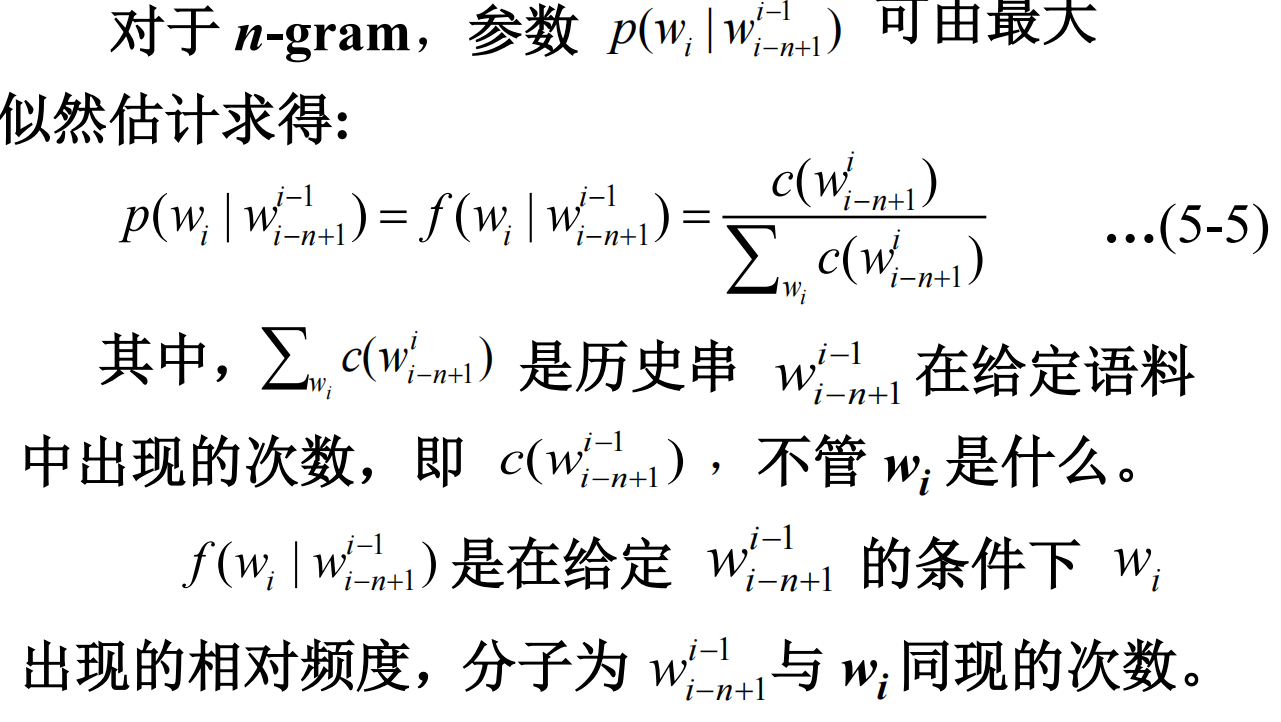 对于 n-gram，参数 p(w_i | w_{i-n+1}^{i-1}) 可由最大
似然估计求得:
p(w_i | w_{i-n+1}^{i-1}) = f(w_i | w_{i-n+1}^{i-1}) = \frac{c(w_{i-n+1}^{i})}{\sum_{w_i} c(w_{i-n+1}^{i})} …(5-5)
其中，\sum_{w_i} c(w_{i-n+1}^{i}) 是历史串 w_{i-n+1}^{i-1} 在给定语料
中出现的次数，即 c(w_{i-n+1}^{i-1})，不管 w_i 是什么。
f(w_i | w_{i-n+1}^{i-1}) 是在给定 w_{i-n+1}^{i-1} 的条件下 w_i
出现的相对频度，分子为 w_{i-n+1}^{i-1} 与 w_i 同现的次数。